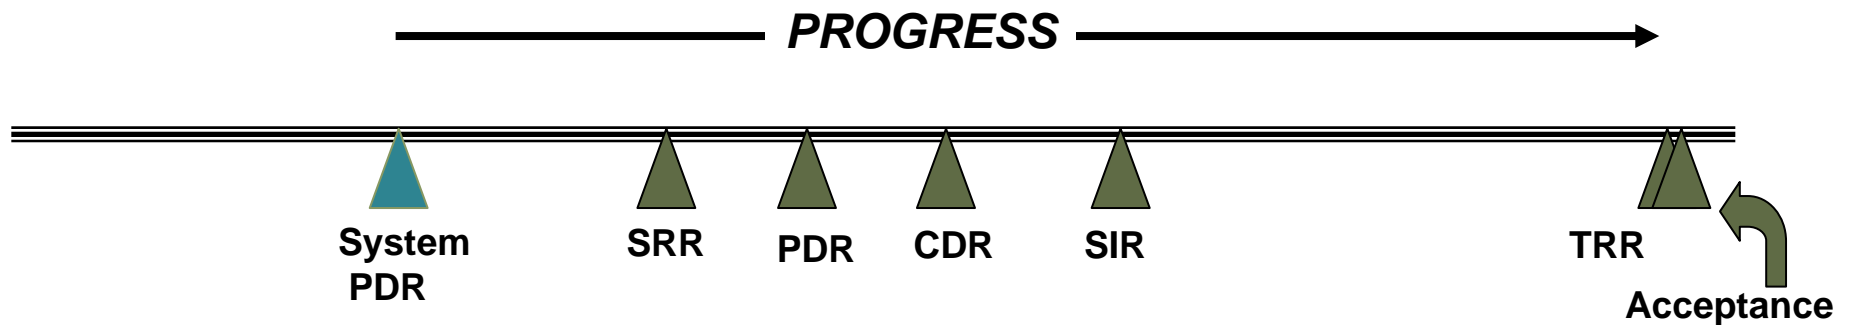 PROGRESS
System
PDR
SRR
PDR
CDR
SIR
TRR
Acceptance